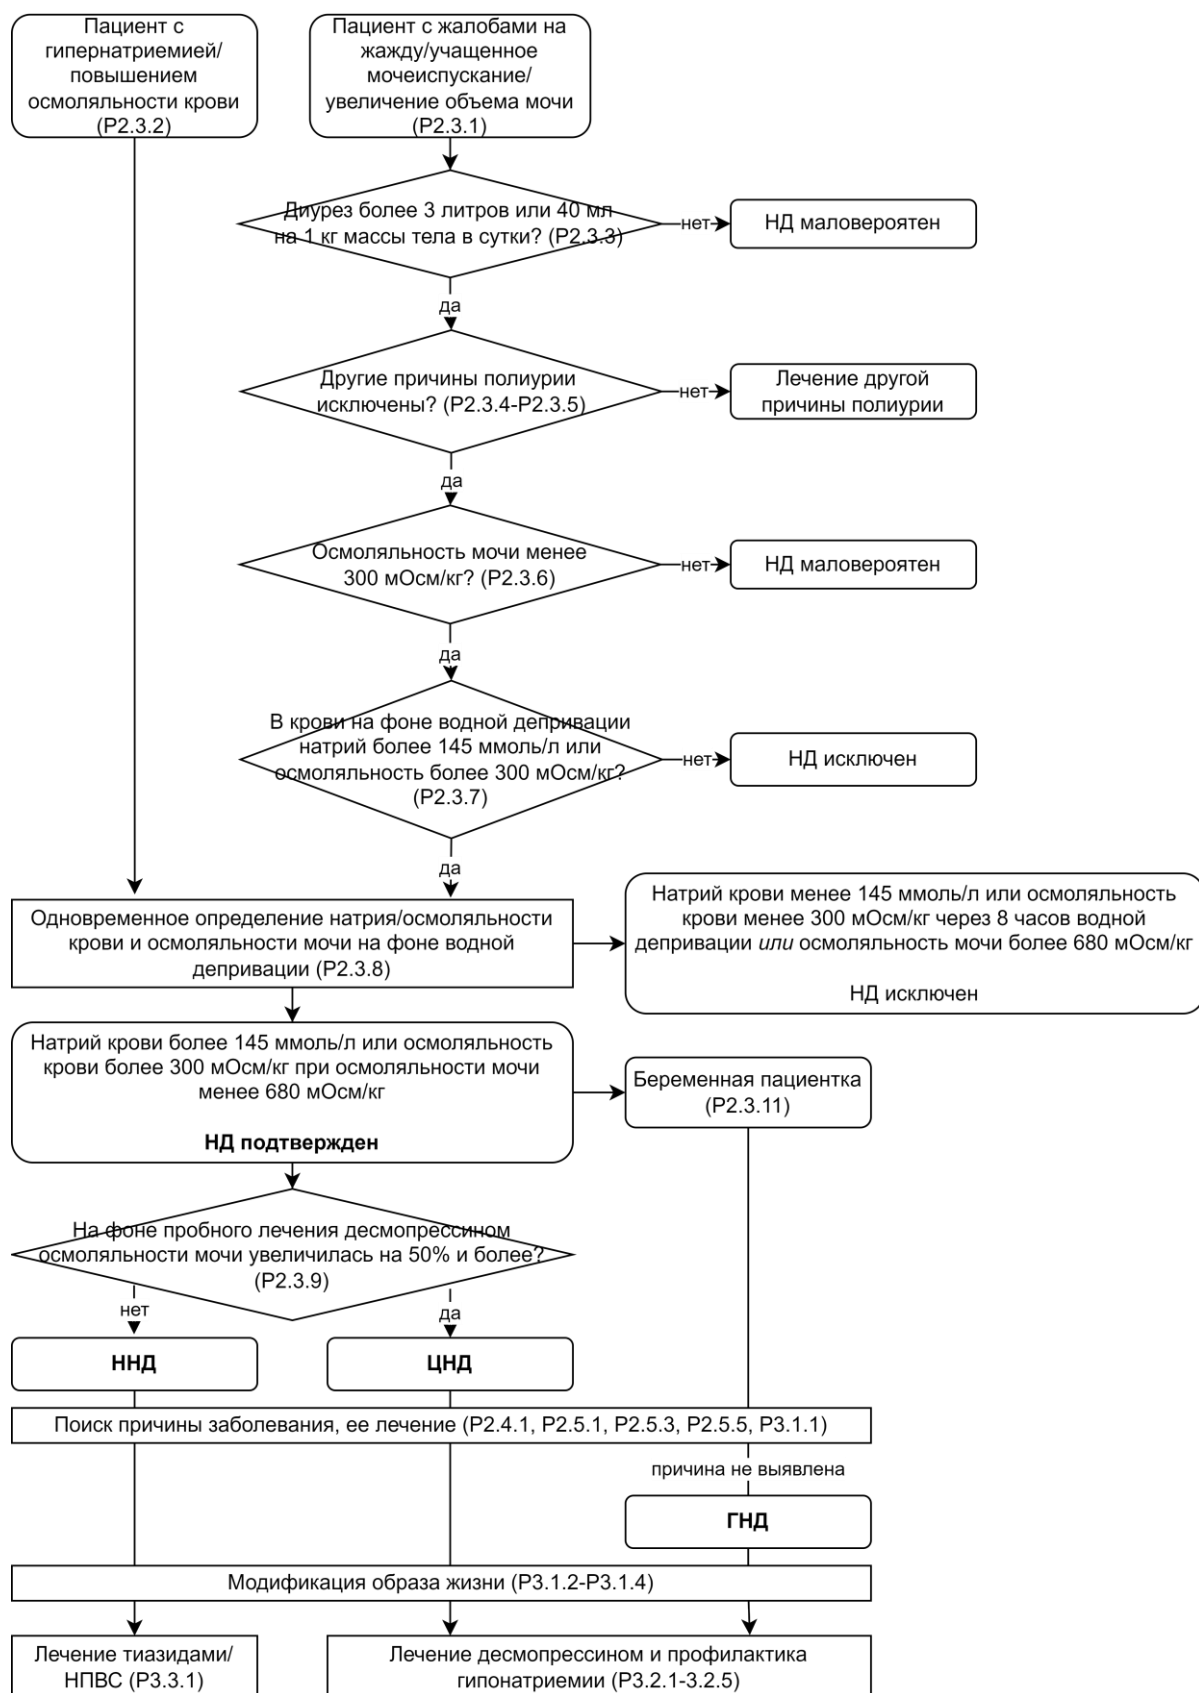 Пациент с
гипернатриемией/
повышением
осмоляльности крови
(Р2.3.2)
Пациент с жалобами на
жажду/учащенное
мочеиспускание/
увеличение объема мочи
(Р2.3.1)
Диурез более 3 литров или 40 мл
на 1 кг массы тела в сутки? (Р2.3.3)
нет
НД маловероятен
да
Другие причины полиурии
исключены? (Р2.3.4-Р2.3.5)
нет
Лечение другой
причины полиурии
да
Осмоляльность мочи менее
300 мОсм/кг? (Р2.3.6)
нет
НД маловероятен
да
В крови на фоне водной депривации
натрий более 145 ммоль/л или
осмоляльность более 300 мОсм/кг?
(Р2.3.7)
нет
НД исключен
да
Одновременное определение натрия/осмоляльности
крови и осмоляльности мочи на фоне водной
депривации (Р2.3.8)
Натрий крови менее 145 ммоль/л или осмоляльность
крови менее 300 мОсм/кг через 8 часов водной
депривации или осмоляльность мочи более 680 мОсм/кг
НД исключен
Натрий крови более 145 ммоль/л или осмоляльность
крови более 300 мОсм/кг при осмоляльности мочи
менее 680 мОсм/кг
НД подтвержден
Беременная пациентка
(Р2.3.11)
На фоне пробного лечения десмопрессином
осмоляльности мочи увеличилась на 50% и более?
(Р2.3.9)
нет
да
ННД
ЦНД
Поиск причины заболевания, ее лечение (Р2.4.1, Р2.5.1, Р2.5.3, Р2.5.5, Р3.1.1)
причина не выявлена
ГНД
Модификация образа жизни (Р3.1.2-Р3.1.4)
Лечение тиазидами/
НПВС (Р3.3.1)
Лечение десмопрессином и профилактика
гипонатриемии (Р3.2.1-3.2.5)